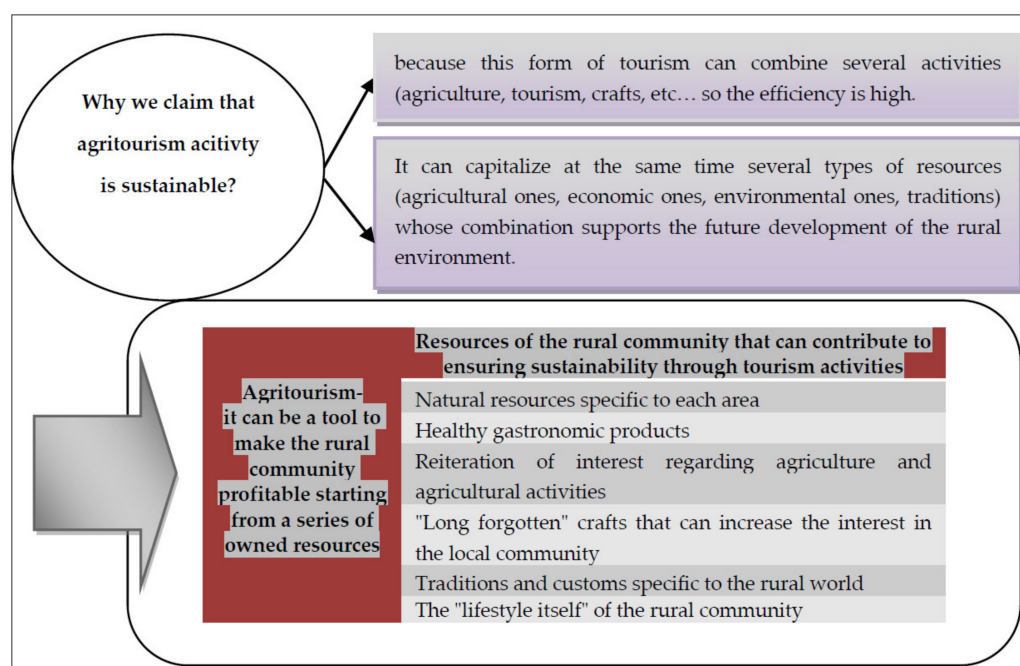 Why we claim that
agritourism acitivty
is sustainable?
because this form of tourism can combine several activities
(agriculture, tourism, crafts, etc… so the efficiency is high.
It can capitalize at the same time several types of resources
(agricultural ones, economic ones, environmental ones, traditions)
whose combination supports the future development of the rural
environment.
Agritourism-
it can be a tool to
make the rural
community
profitable starting
from a series of
owned resources
Resources of the rural community that can contribute to
ensuring sustainability through tourism activities
Natural resources specific to each area
Healthy gastronomic products
Reiteration of interest regarding agriculture and
agricultural activities
"Long forgotten" crafts that can increase the interest in
the local community
Traditions and customs specific to the rural world
The "lifestyle itself" of the rural community